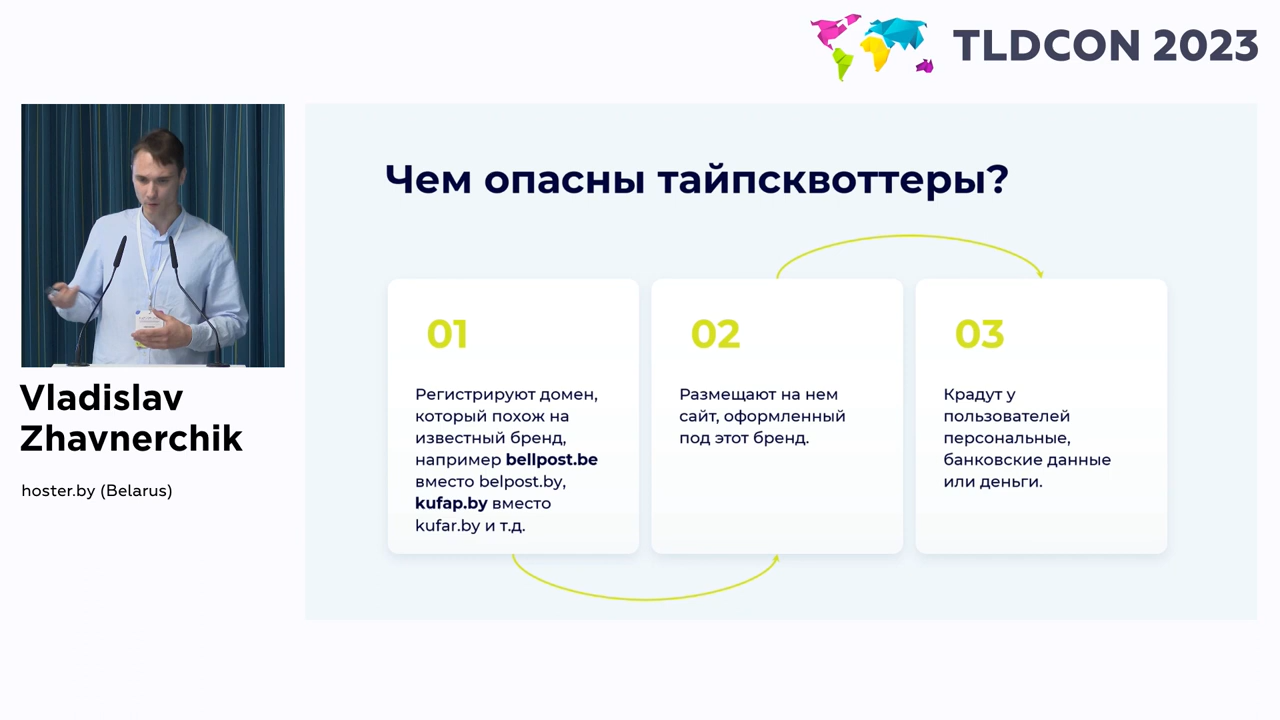 TLDCON 2023
Vladislav
Zhavnerchik
hoster.by (Belarus)
Чем опасны тайпсквоттеры?
01
Регистрируют домен,
который похож на
известный бренд,
например bellpost.be
вместо belpost.by,
kufap.by вместо
kufar.by и т.д.
02
Размещают на нем
сайт, оформленный
под этот бренд.
03
Крадут у
пользователей
персональные,
банковские данные
или деньги.